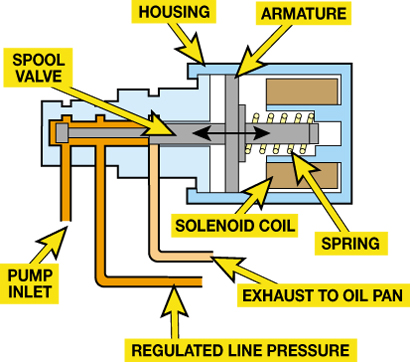 HOUSING
ARMATURE
SPOOL
VALVE
SOLENOID COIL
SPRING
PUMP
INLET
EXHAUST TO OIL PAN
REGULATED LINE PRESSURE